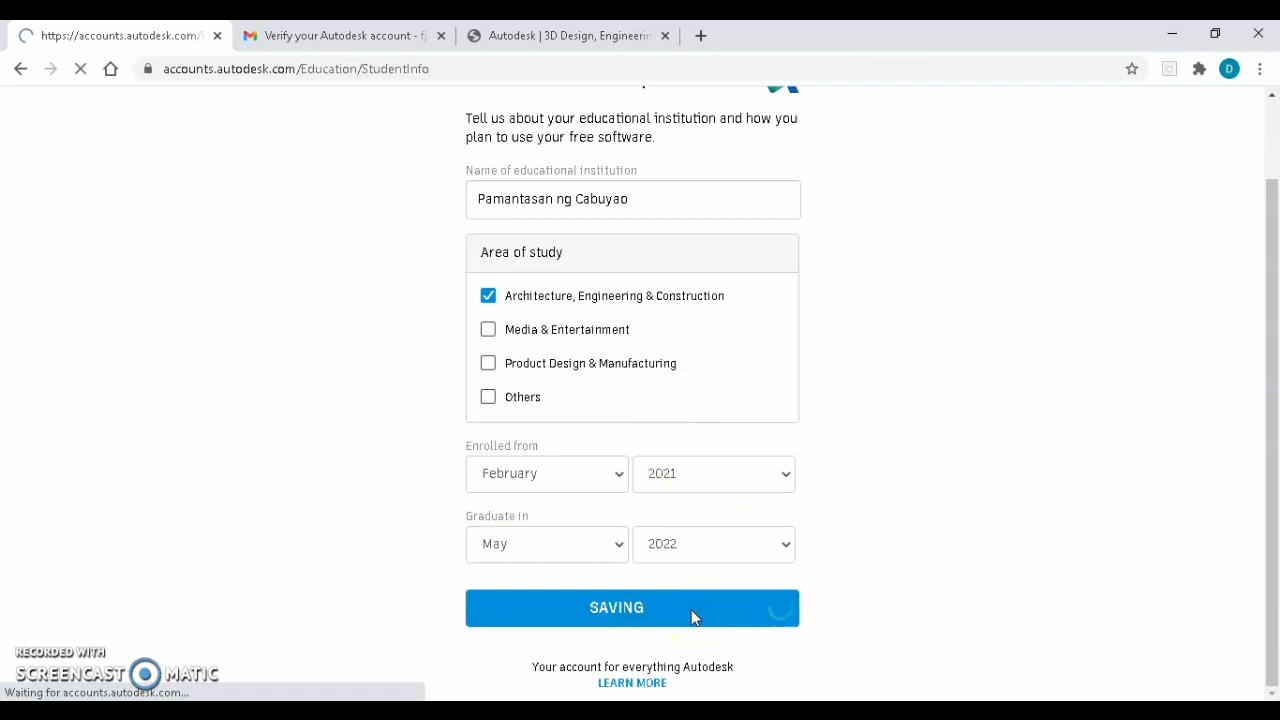 https://accounts.autodesk.com/
Verify your Autodesk account - f
Autodesk | 3D Design, Engineerin
accounts.autodesk.com/Education/StudentInfo
D
Tell us about your educational institution and how you
plan to use your free software.
Name of educational institution
Pamantasan ng Cabuyao
Area of study
Architecture, Engineering & Construction
Media & Entertainment
Product Design & Manufacturing
Others
Enrolled from
February 2021
Graduate in
May 2022
SAVING
Your account for everything Autodesk
LEARN MORE
RECORDED WITH
SCREENCAST MATIC
Waiting for accounts.autodesk.com...